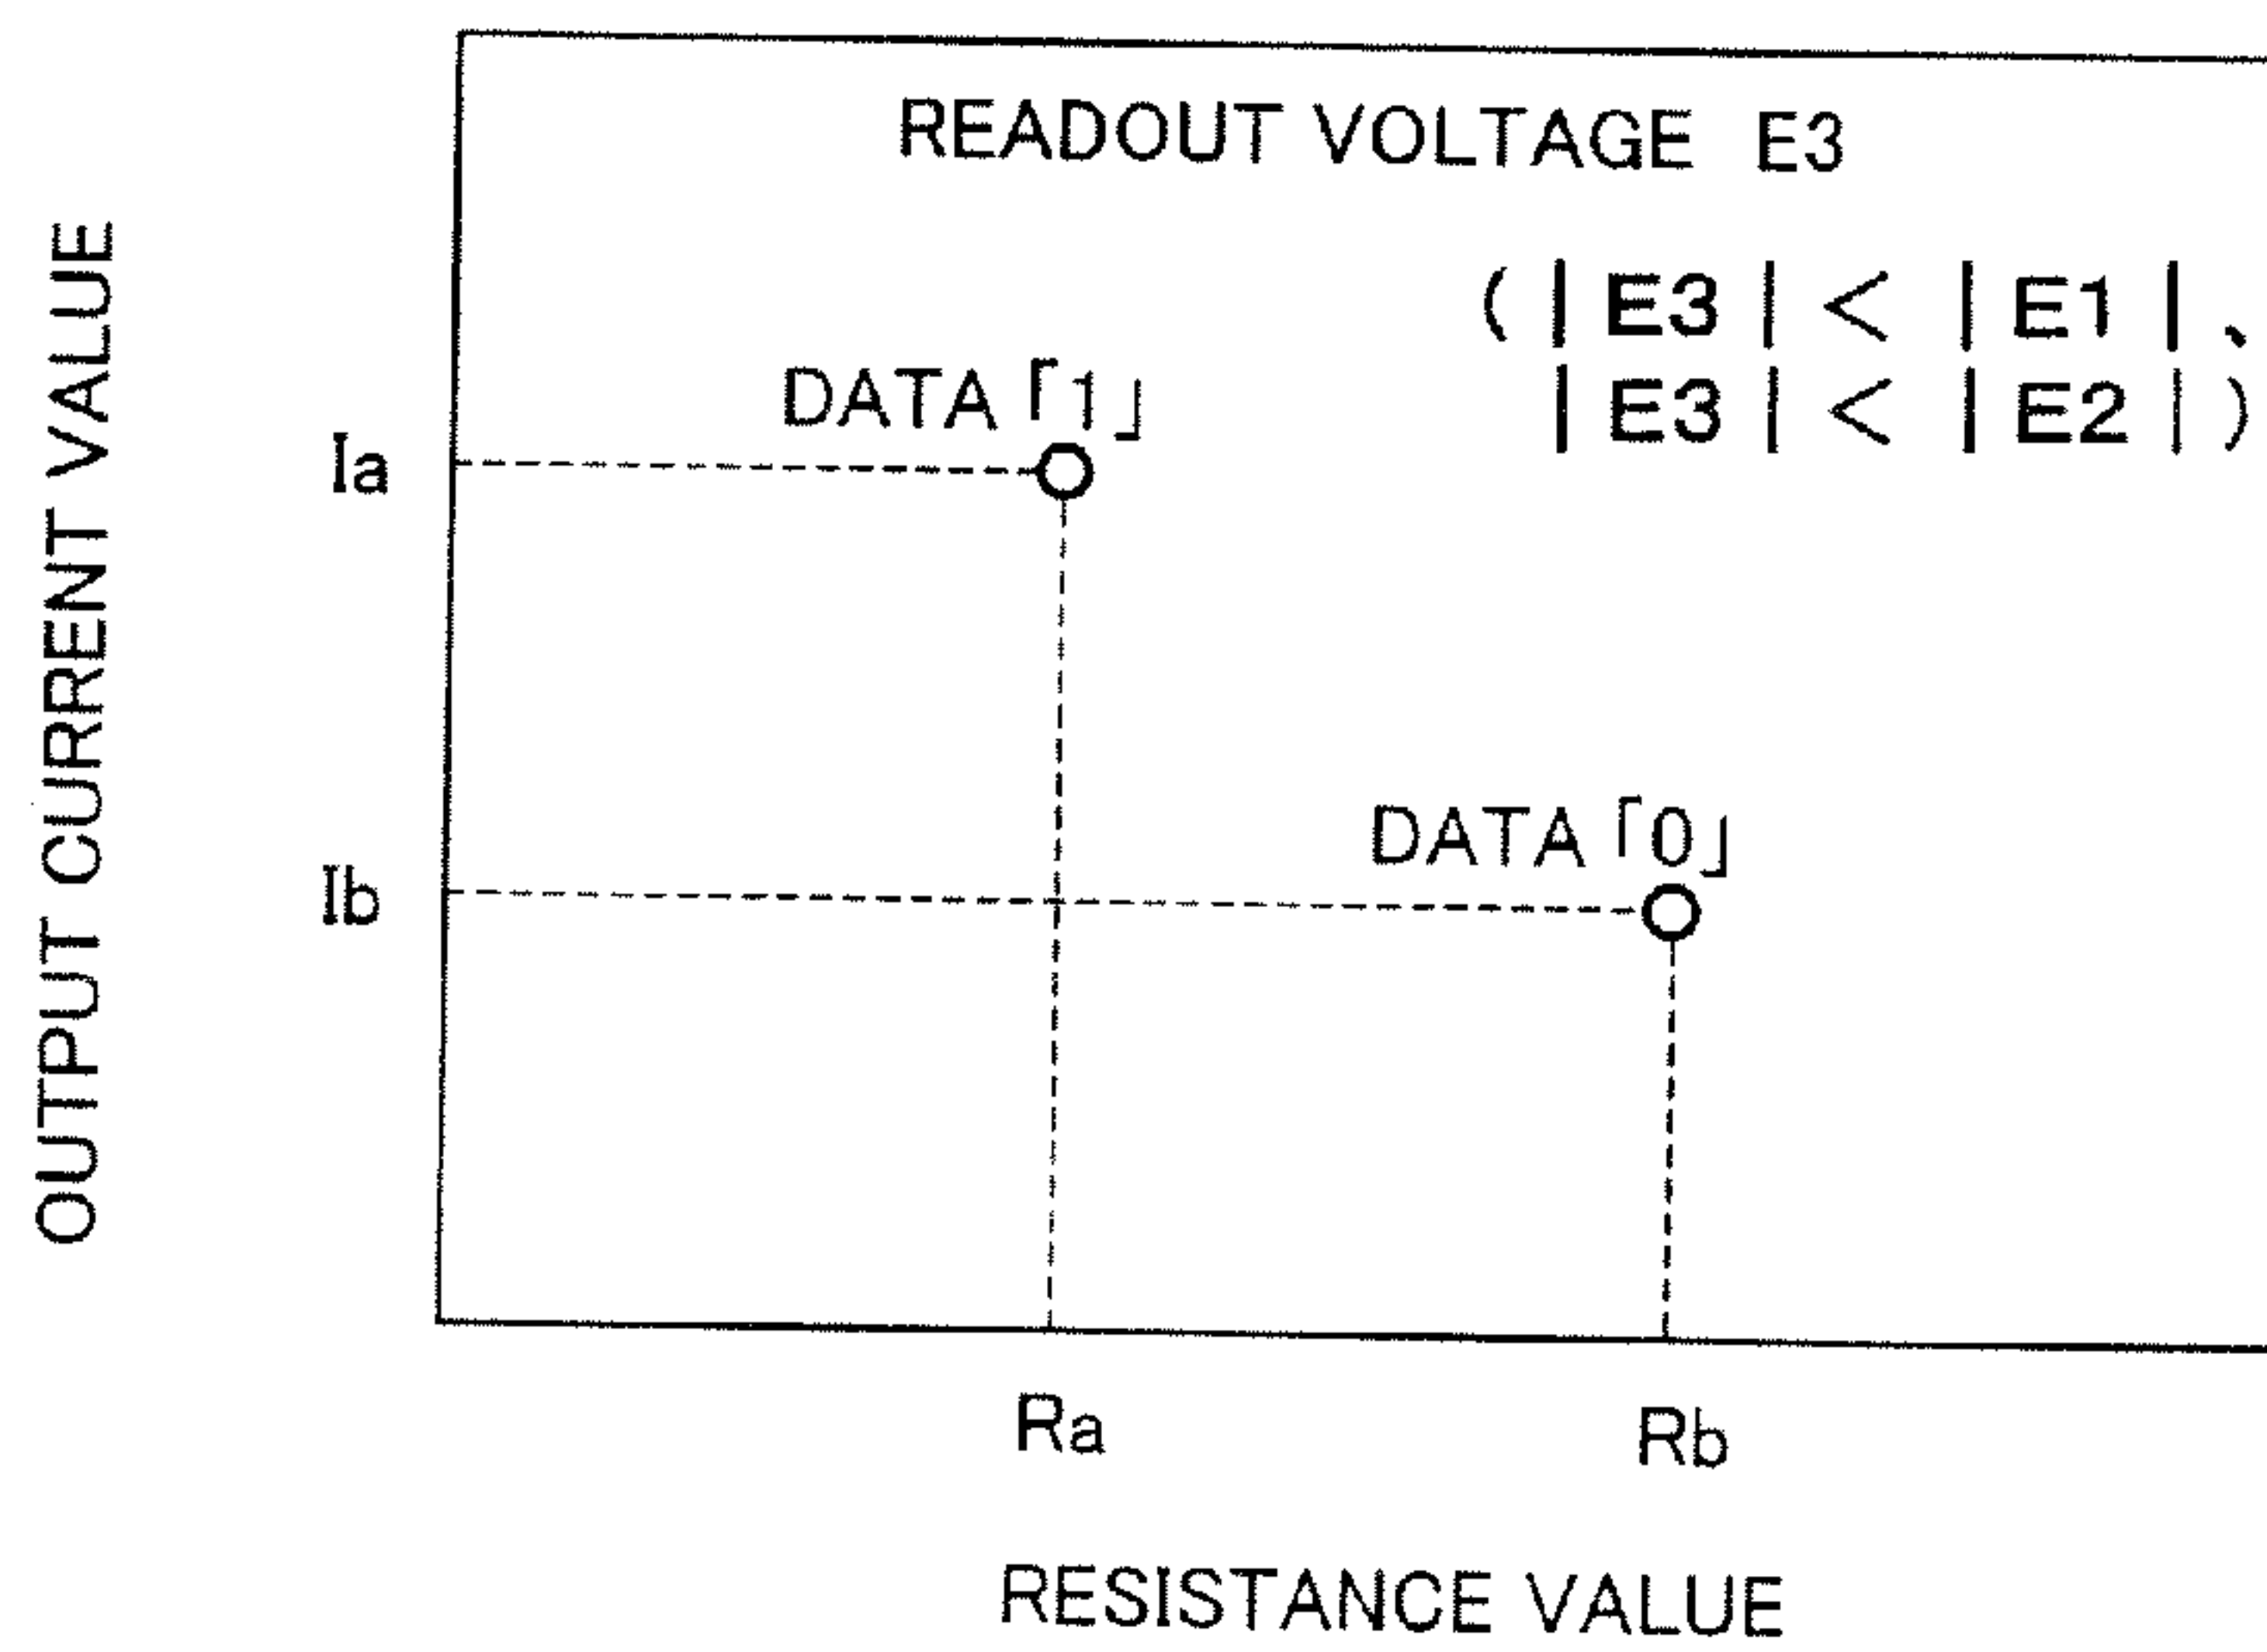 READOUT VOLTAGE E3
(|E3|<|E1|、
|E3|<|E2|)
DATA「1」
Ia
DATA「0」
Ib
OUTPUT CURRENT VALUE
Ra
Rb
RESISTANCE VALUE